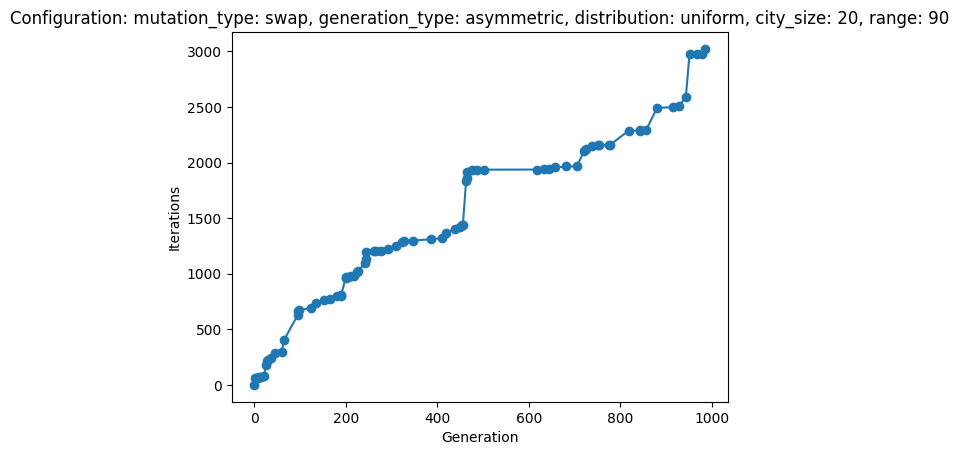 Configuration: mutation_type: swap, generation_type: asymmetric, distribution: uniform, city_size: 20, range: 90
3000
2500
2000
1500
1000
500
0
Iterations
0 200 400 600 800 1000
Generation